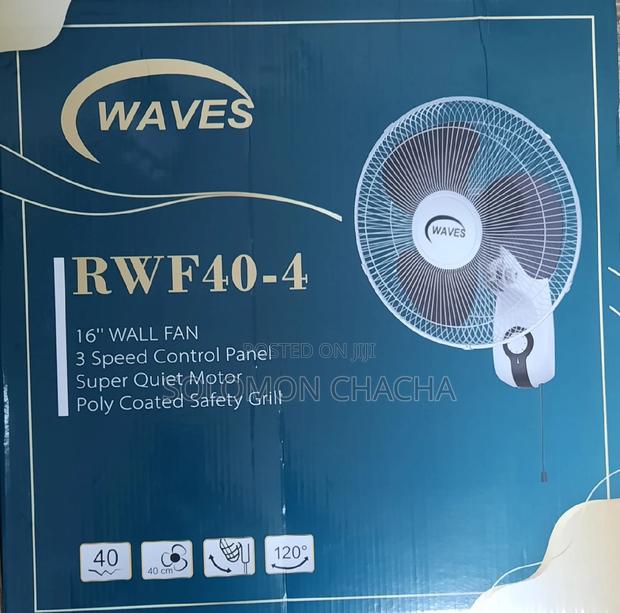 WAVES
WAVES
RWF40-4
16" WALL FAN
3 Speed Control Panel
Super Quiet Motor
Poly Coated Safety Grill
POSTED ON JIJI
SOLOMON CHACHA
40
40 cm
120°